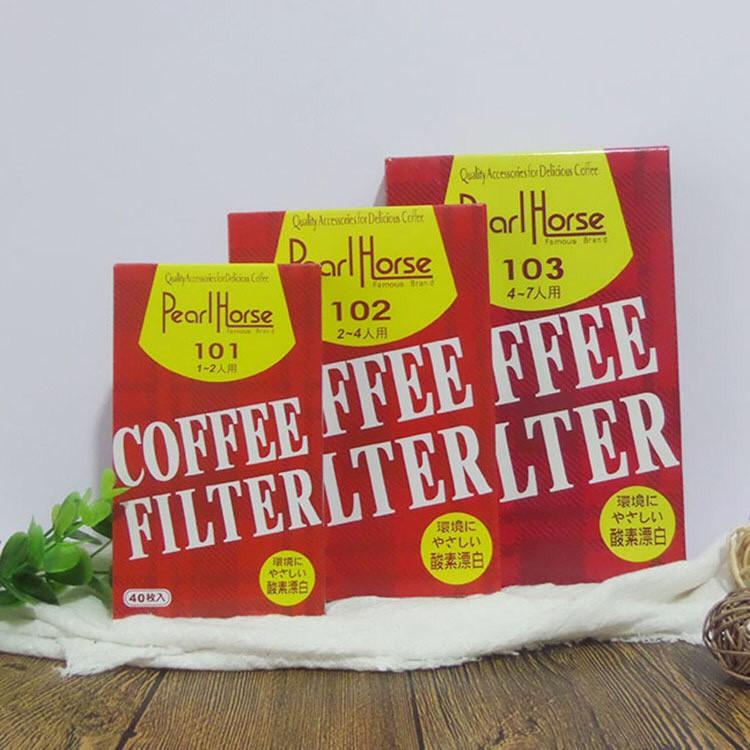 Quality Accessories for Delicious Coffee
Pearl Horse
Famous Brand
101
1~2人用
COFFEE
FILTER
環境に
やさしい
酸素漂白
40枚入
Quality Accessories for Delicious Coffee
Pearl Horse
Famous Brand
102
2~4人用
FFEE
LTER
環境に
やさしい
酸素漂白
Quality Accessories for Delicious Coffee
arl Horse
Famous Brand
103
4~7人用
FFEE
LTER
環境に
やさしい
酸素漂白